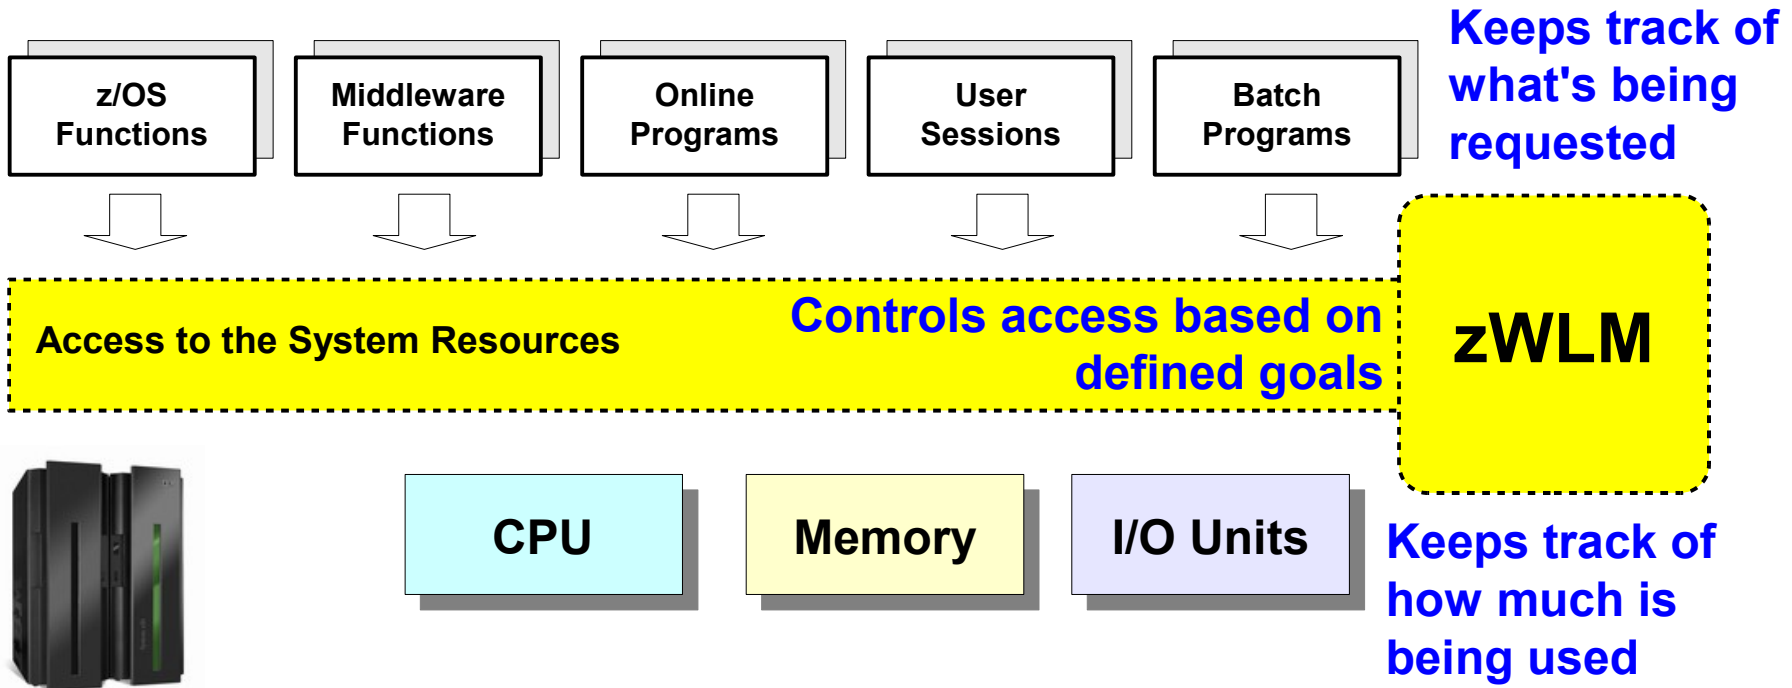 Keeps track of
what's being
requested
z/OS
Functions
Middleware
Functions
Online
Programs
User
Sessions
Batch
Programs
Access to the System Resources
Controls access based on
defined goals
zWLM
CPU
Memory
I/O Units
Keeps track of
how much is
being used